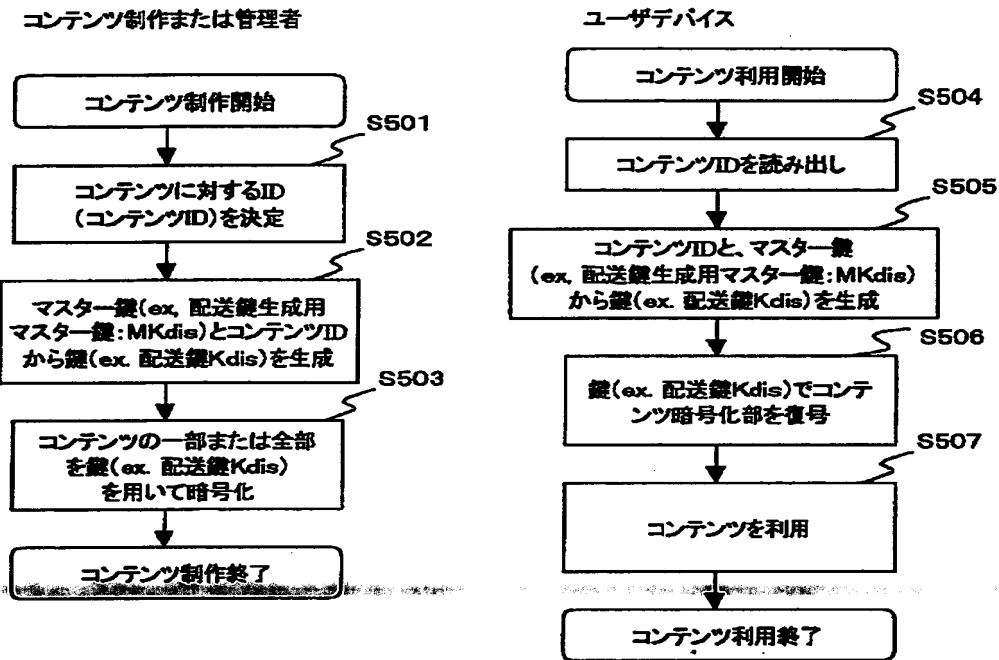 コンテンツ制作または管理者
コンテンツ制作開始
S501
コンテンツに対するID
(コンテンツID)を決定
S502
マスター鍵(ex, 配送鍵生成用
マスター鍵:MKdis)とコンテンツID
から鍵(ex. 配送鍵Kdis)を生成
S503
コンテンツの一部または全部
を鍵(ex. 配送鍵Kdis)
を用いて暗号化
コンテンツ制作終了
ユーザデバイス
コンテンツ利用開始
S504
コンテンツIDを読み出し
S505
コンテンツIDと、マスター鍵
(ex, 配送鍵生成用マスター鍵:MKdis)
から鍵(ex. 配送鍵Kdis)を生成
S506
鍵(ex. 配送鍵Kdis)でコンテ
ンツ暗号化部を復号
S507
コンテンツを利用
コンテンツ利用終了